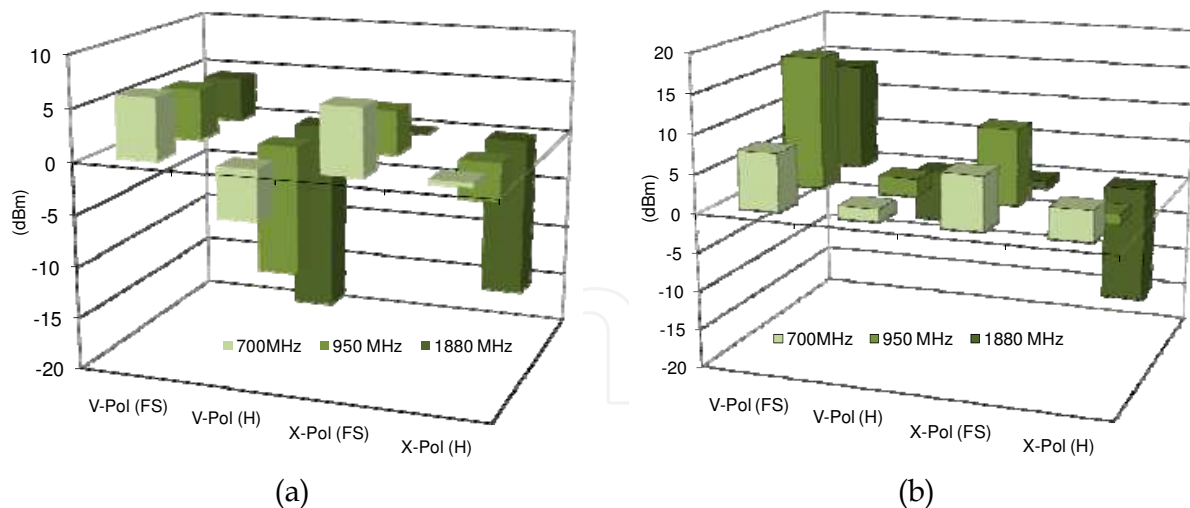 10
5
0
-5
-10
-15
-20
(dBm)
700MHz 950 MHz 1880 MHz
V-Pol (FS)
V-Pol (H)
X-Pol (FS)
X-Pol (H)
(a)
20
15
10
5
0
-5
-10
-15
-20
(dBm)
700MHz 950 MHz 1880 MHz
V-Pol (FS)
V-Pol (H)
X-Pol (FS)
X-Pol (H)
(b)